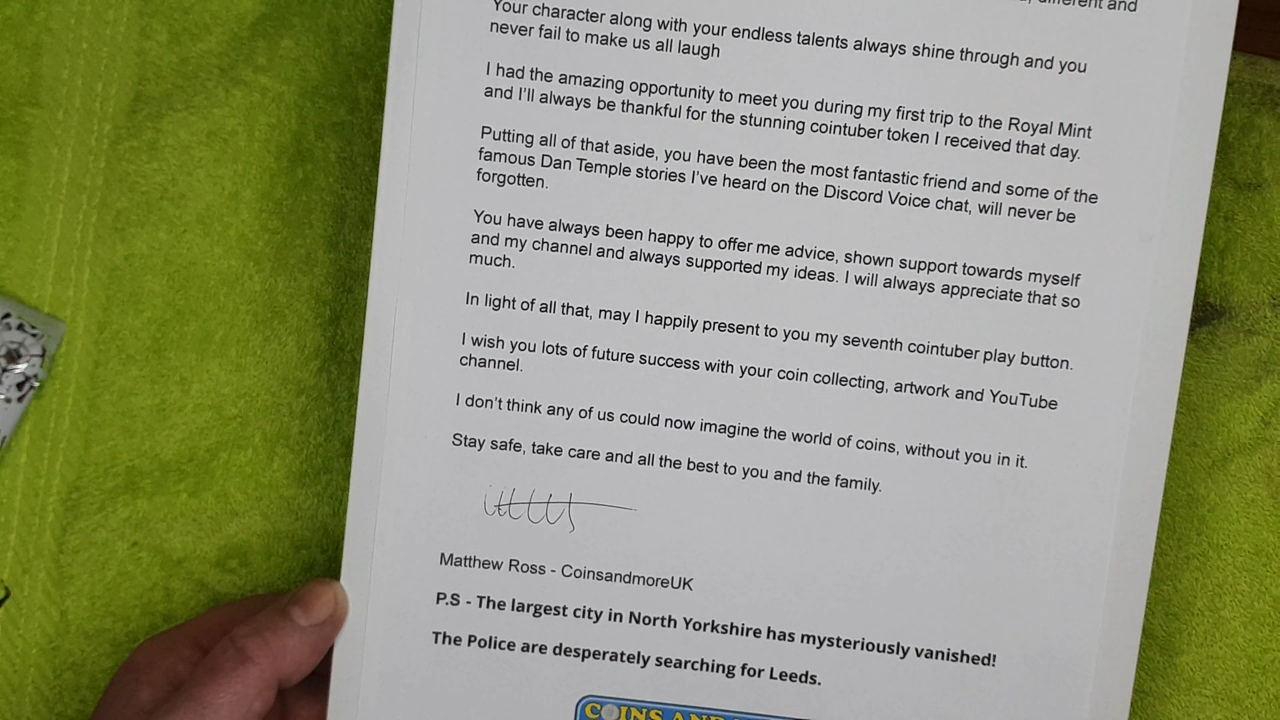 different and
Your character along with your endless talents always shine through and you
never fail to make us all laugh
I had the amazing opportunity to meet you during my first trip to the Royal Mint
and I'll always be thankful for the stunning cointuber token I received that day.
Putting all of that aside, you have been the most fantastic friend and some of the
famous Dan Temple stories I've heard on the Discord Voice chat, will never be
forgotten.
You have always been happy to offer me advice, shown support towards myself
and my channel and always supported my ideas. I will always appreciate that so
much.
In light of all that, may I happily present to you my seventh cointuber play button.
I wish you lots of future success with your coin collecting, artwork and YouTube
channel.
I don't think any of us could now imagine the world of coins, without you in it.
Stay safe, take care and all the best to you and the family.
Matthew Ross - CoinsandmoreUK
P.S - The largest city in North Yorkshire has mysteriously vanished!
The Police are desperately searching for Leeds.
COINS AND